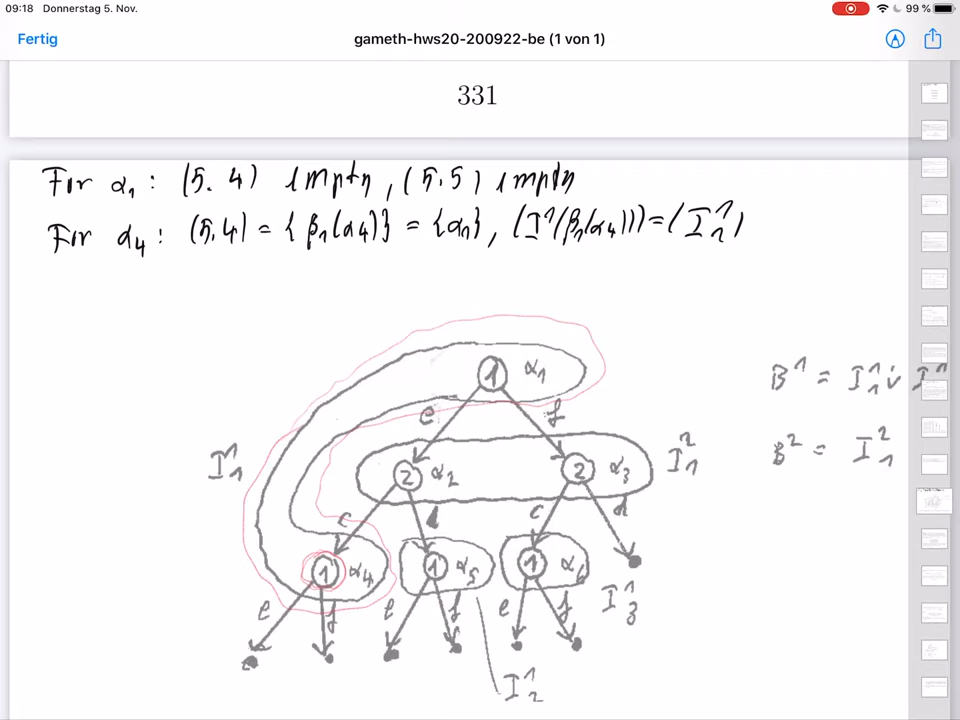 09:18 Donnerstag 5. Nov. 99 %
Fertig gameth-hws20-200922-be (1 von 1)
331
For α₁ : (5.4) empty, (5.5) empty
For α₄ : (5.4) = {β₁(α₄)} = {α₁}, (I¹(β₁(α₄))) = (I¹₁)
1 α₁
B¹ = I¹₁ ∪̇ I¹
e f
I¹₁
2 α₂ 2 α₃ I²₁
B² = I²₁
c d c d
1 α₄ 1 α₅ 1 α₆
I¹₃
e f e f e f
I¹₂